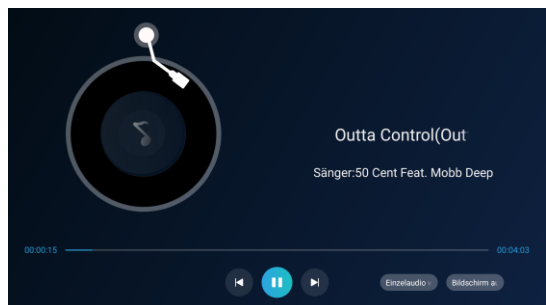 Outta Control(Out
Sänger:50 Cent Feat. Mobb Deep
00:00:15
00:04:03
Einzelaudio
Bildschirm